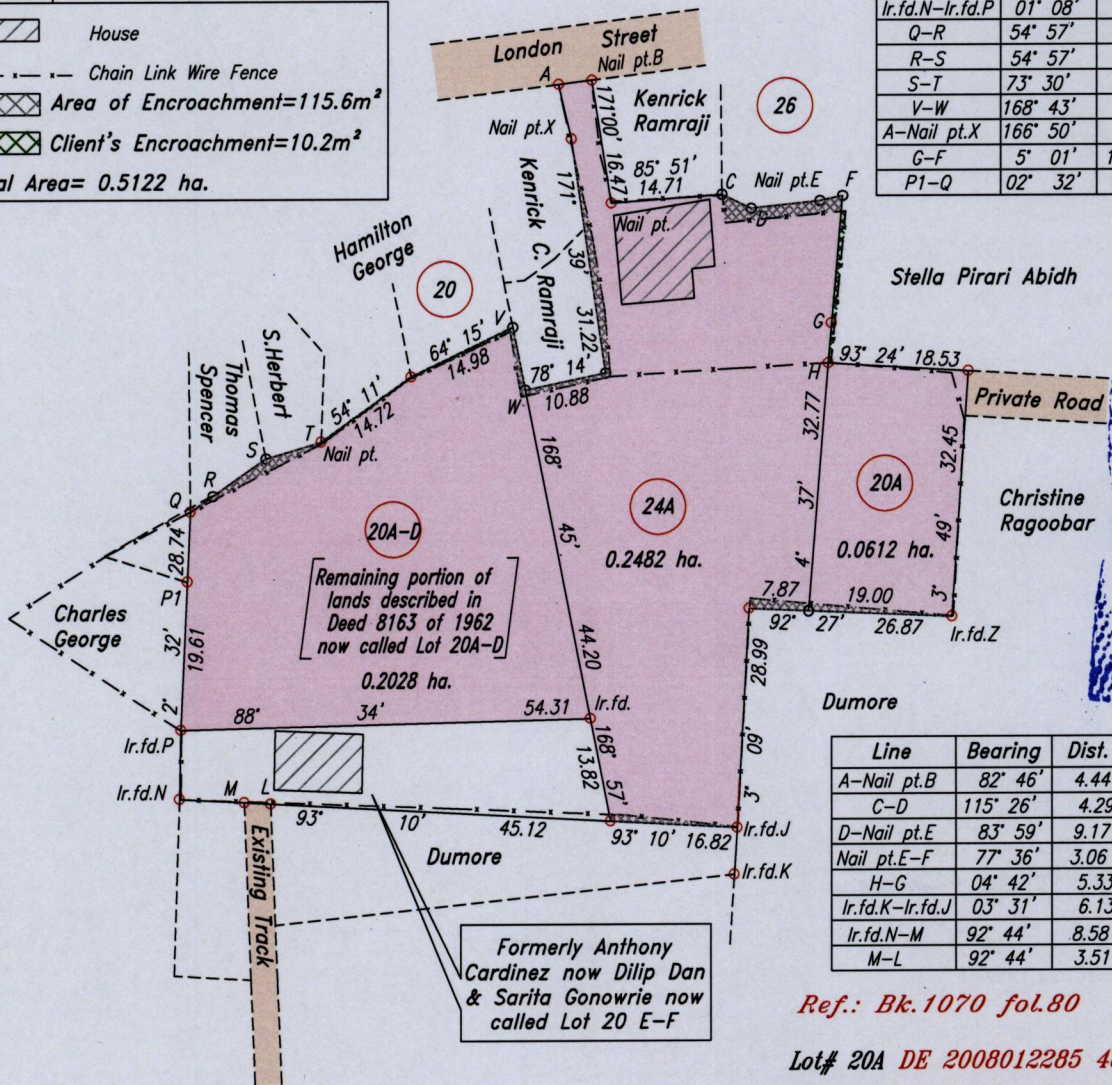 House
Chain Link Wire Fence
Area of Encroachment=115.6m²
Client's Encroachment=10.2m²
Area= 0.5122 ha.
Ir.fd.N-Ir.fd.P 01° 08'
Q-R 54° 57'
R-S 54° 57'
S-T 73° 30'
V-W 168° 43'
A-Nail pt.X 166° 50'
G-F 5° 01'
P1-Q 02° 32'
London Street
A
Nail pt.B
Nail pt.X
171°00'
16.47
Kenrick
Ramraji
26
85° 51'
14.71
C
Nail pt.E
F
D
Nail pt.
Kenrick C. Ramraji
171° 39' 31.22
Hamilton
George
20
Stella Pirari Abidh
G
V
64° 15'
14.98
78° 14'
10.88
W
H
93° 24' 18.53
Private Road
S.Herbert
Thomas
Spencer
54° 11'
14.72
T
Nail pt.
S
R
Q
32.77
37'
4°
32.45
49'
3°
20A
0.0612 ha.
Christine
Ragoobar
24A
0.2482 ha.
168° 45' 44.20
20A-D
Remaining portion of
lands described in
Deed 8163 of 1962
now called Lot 20A-D
0.2028 ha.
28.74
P1
32'
19.61
2°
Charles
George
7.87
19.00
92° 27' 26.87
Ir.fd.Z
28.99
09'
3°
Dumore
88° 34' 54.31
Ir.fd.
Ir.fd.P
168° 57'
13.82
Ir.fd.N
M
L
93° 10' 45.12
93° 10' 16.82
Ir.fd.J
Ir.fd.K
Dumore
Existing Track
Formerly Anthony
Cardinez now Dilip Dan
& Sarita Gonowrie now
called Lot 20 E-F
Line Bearing Dist.
A-Nail pt.B 82° 46' 4.44
C-D 115° 26' 4.29
D-Nail pt.E 83° 59' 9.17
Nail pt.E-F 77° 36' 3.06
H-G 04° 42' 5.33
Ir.fd.K-Ir.fd.J 03° 31' 6.13
Ir.fd.N-M 92° 44' 8.58
M-L 92° 44' 3.51
Ref.: Bk.1070 fol.80
Lot# 20A DE 2008012285